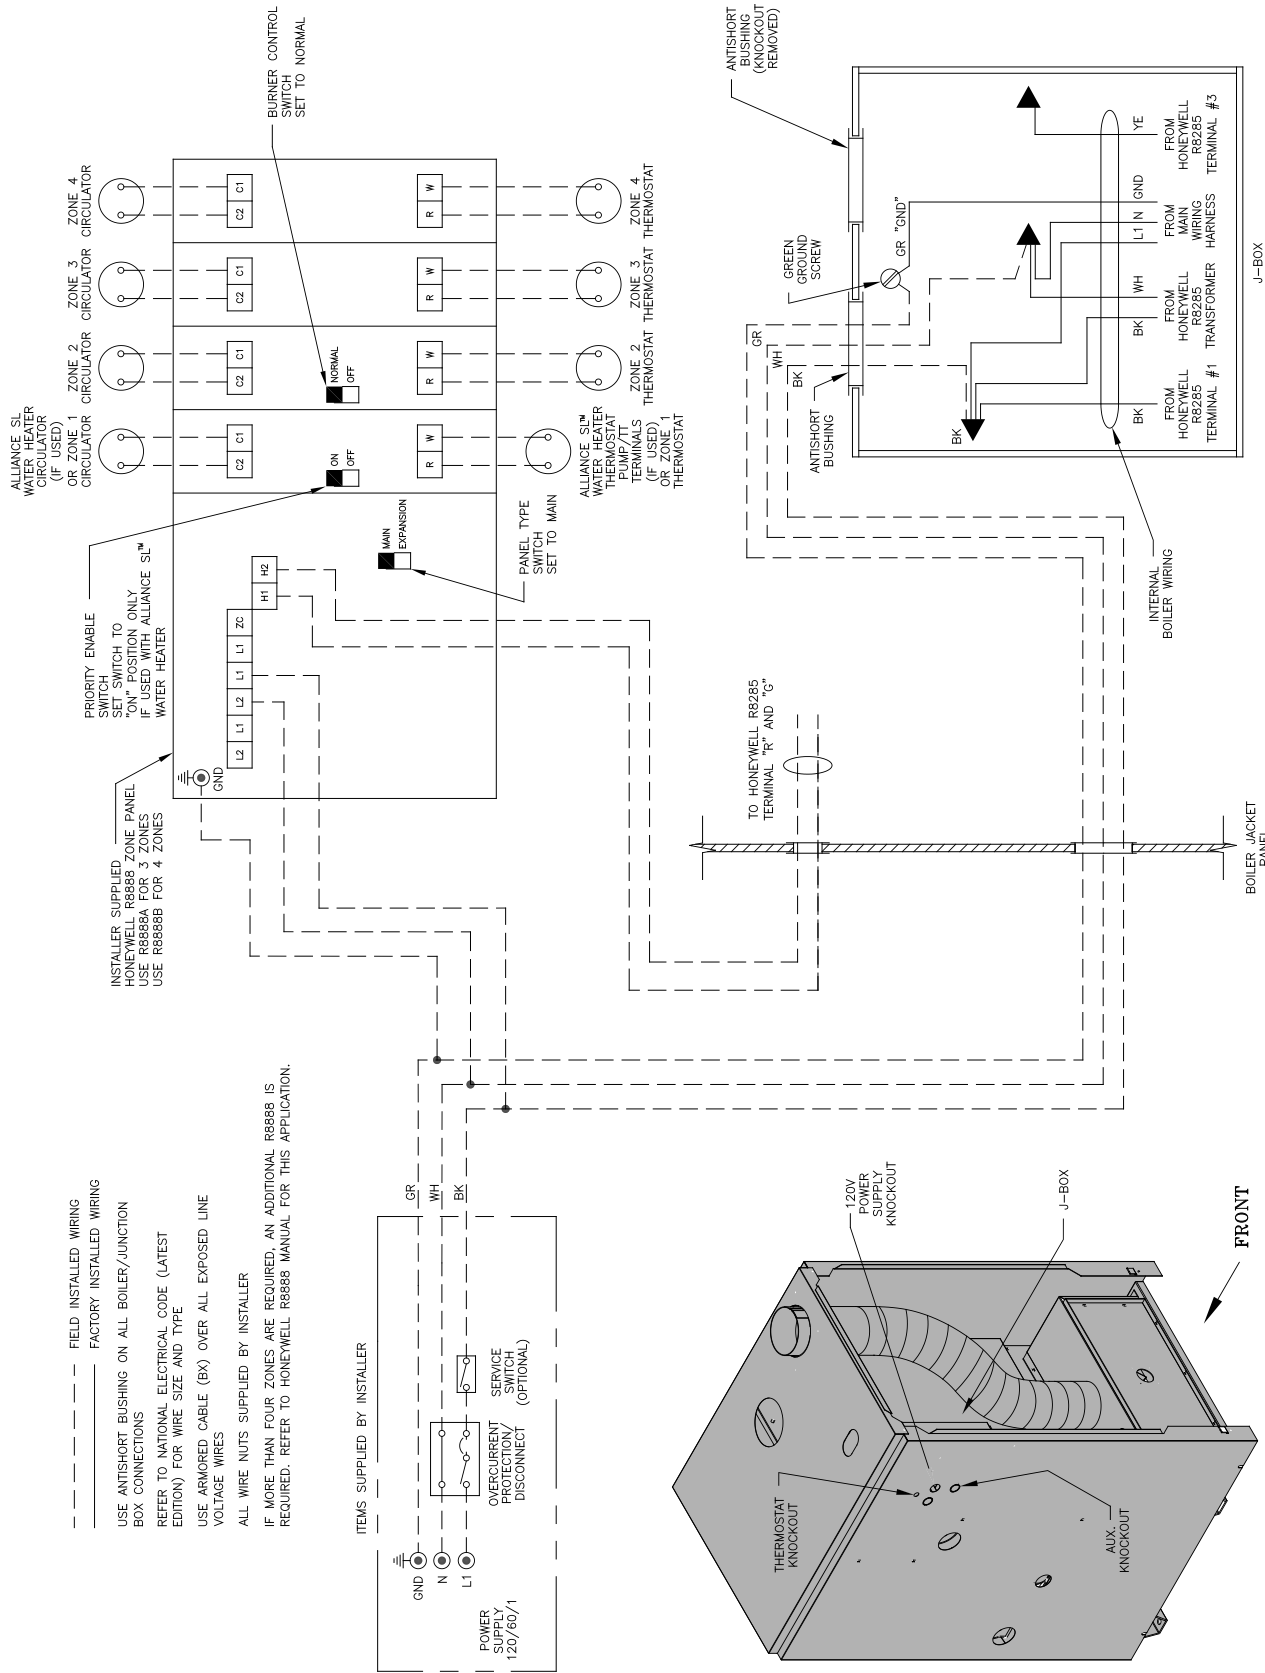 FIELD INSTALLED WIRING
FACTORY INSTALLED WIRING
USE ANTISHORT BUSHING ON ALL BOILER/JUNCTION
BOX CONNECTIONS
REFER TO NATIONAL ELECTRICAL CODE (LATEST
EDITION) FOR WIRE SIZE AND TYPE
USE ARMORED CABLE (BX) OVER ALL EXPOSED LINE
VOLTAGE WIRES
ALL WIRE NUTS SUPPLIED BY INSTALLER
IF MORE THAN FOUR ZONES ARE REQUIRED, AN ADDITIONAL R8888 IS
REQUIRED. REFER TO HONEYWELL R8888 MANUAL FOR THIS APPLICATION.
ITEMS SUPPLIED BY INSTALLER
GND
N
L1
POWER
SUPPLY
120/60/1
OVERCURRENT
PROTECTION/
DISCONNECT
SERVICE
SWITCH
(OPTIONAL)
GR
WH
BK
INSTALLER SUPPLIED
HONEYWELL R8888 ZONE PANEL
USE R8888A FOR 3 ZONES
USE R8888B FOR 4 ZONES
PRIORITY ENABLE
SWITCH
SET SWITCH TO
"ON" POSITION ONLY
IF USED WITH ALLIANCE SL™
WATER HEATER
GND
L2
L1
L2
L1
L1
ZC
H1
H2
MAIN
EXPANSION
PANEL TYPE
SWITCH
SET TO MAIN
ALLIANCE SL
WATER HEATER
CIRCULATOR
(IF USED)
OR ZONE 1
CIRCULATOR
ZONE 2
CIRCULATOR
ZONE 3
CIRCULATOR
ZONE 4
CIRCULATOR
C2 C1
C2 C1
C2 C1
C2 C1
ON
OFF
NORMAL
OFF
BURNER CONTROL
SWITCH
SET TO NORMAL
R W
R W
R W
R W
ALLIANCE SL™
WATER HEATER
THERMOSTAT
PUMP/TT
TERMINALS
(IF USED)
OR ZONE 1
THERMOSTAT
ZONE 2
THERMOSTAT
ZONE 3
THERMOSTAT
ZONE 4
THERMOSTAT
TO HONEYWELL R8285
TERMINAL "R" AND "G"
BOILER JACKET
PANEL
ANTISHORT
BUSHING
(KNOCKOUT
REMOVED)
GREEN
GROUND
SCREW
ANTISHORT
BUSHING
GR
WH
BK
GR "GND"
BK
BK
BK
WH
L1
N
GND
YE
FROM
HONEYWELL
R8285
TERMINAL #1
FROM
HONEYWELL
R8285
TRANSFORMER
FROM
MAIN
WIRING
HARNESS
FROM
HONEYWELL
R8285
TERMINAL #3
J-BOX
INTERNAL
BOILER WIRING
THERMOSTAT
KNOCKOUT
120V
POWER
SUPPLY
KNOCKOUT
J-BOX
AUX.
KNOCKOUT
FRONT